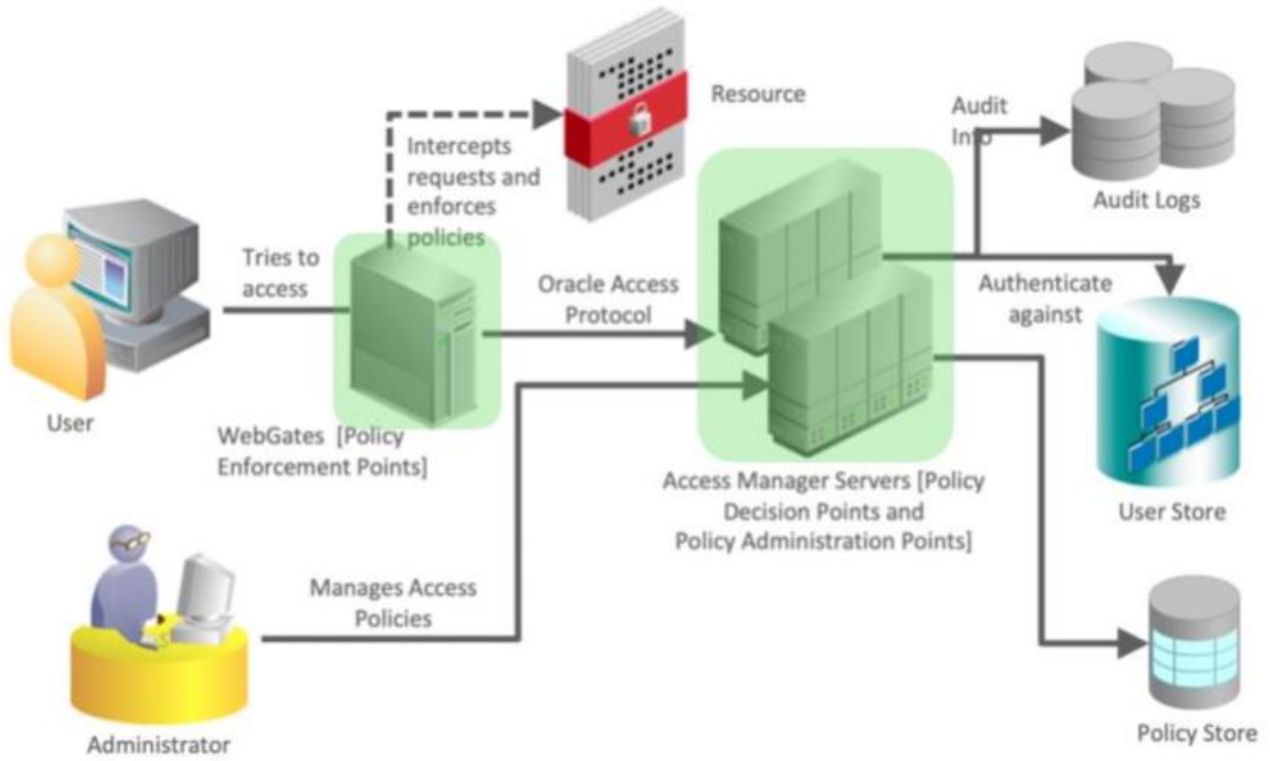 Resource
Audit
Info
Audit Logs
Intercepts
requests and
enforces
policies
Tries to
access
Oracle Access
Protocol
Authenticate
against
User
WebGates [Policy
Enforcement Points]
Access Manager Servers [Policy
Decision Points and
Policy Administration Points]
User Store
Manages Access
Policies
Administrator
Policy Store